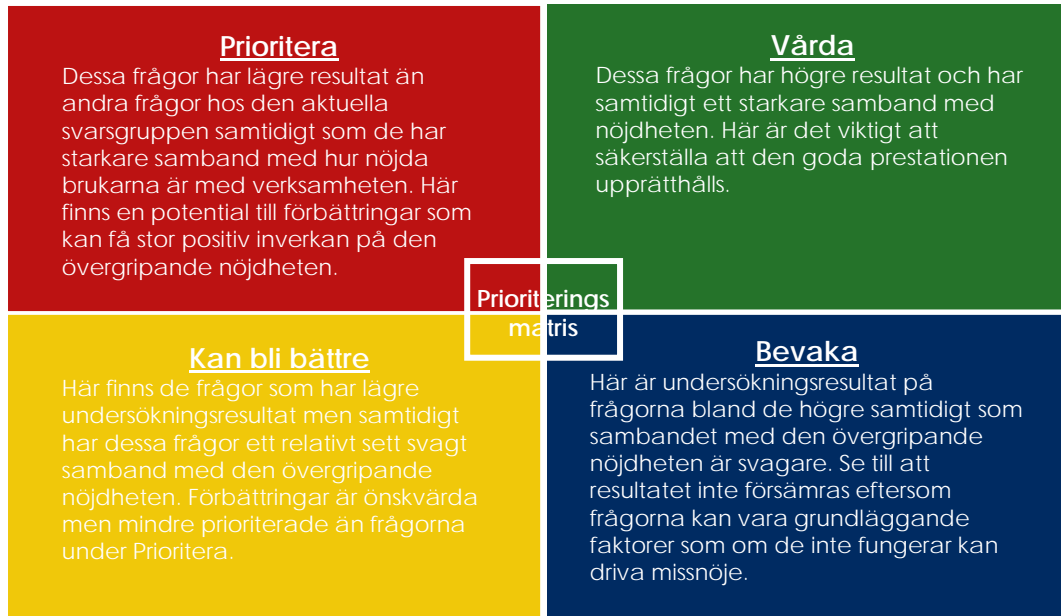 Prioritera
Dessa frågor har lägre resultat än
andra frågor hos den aktuella
svarsgruppen samtidigt som de har
starkare samband med hur nöjda
brukarna är med verksamheten. Här
finns en potential till förbättringar som
kan få stor positiv inverkan på den
övergripande nöjdheten.
Vårda
Dessa frågor har högre resultat och har
samtidigt ett starkare samband med
nöjdheten. Här är det viktigt att
säkerställa att den goda prestationen
upprätthålls.
Prioriterings
matris
Kan bli bättre
Här finns de frågor som har lägre
undersökningsresultat men samtidigt
har dessa frågor ett relativt sett svagt
samband med den övergripande
nöjdheten. Förbättringar är önskvärda
men mindre prioriterade än frågorna
under Prioritera.
Bevaka
Här är undersökningsresultat på
frågorna bland de högre samtidigt som
sambandet med den övergripande
nöjdheten är svagare. Se till att
resultatet inte försämras eftersom
frågorna kan vara grundläggande
faktorer som om de inte fungerar kan
driva missnöje.